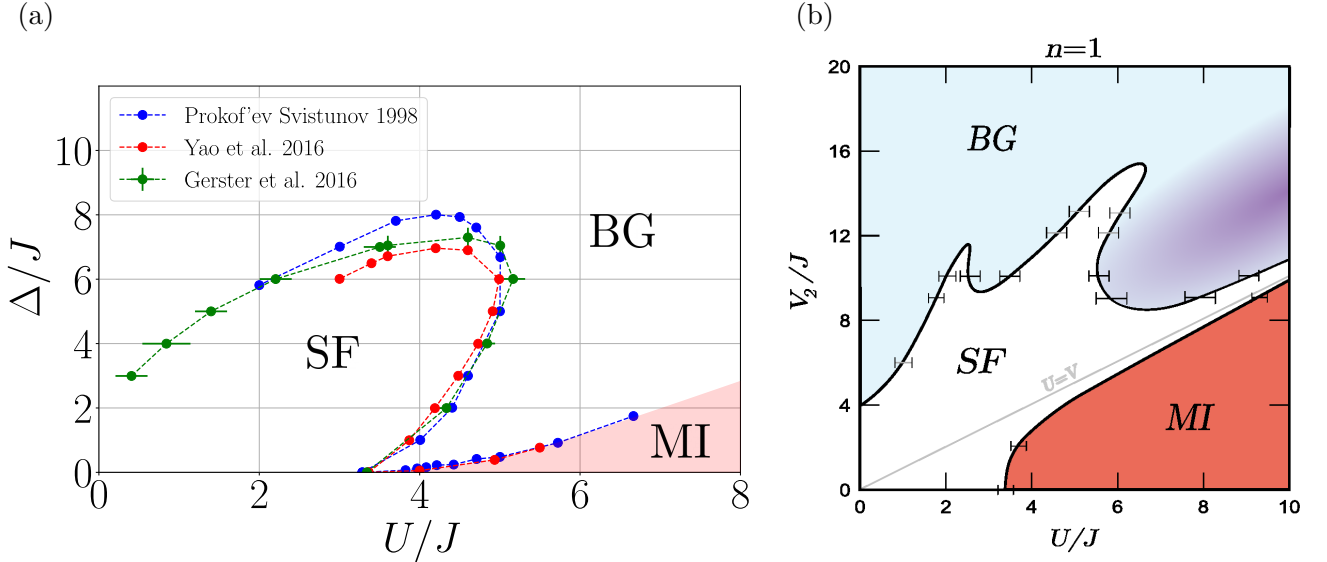 (a)
Prokof'ev Svistunov 1998
Yao et al. 2016
Gerster et al. 2016
BG
SF
MI
Δ/J
10
8
6
4
2
0
0 2 4 6 8
U/J
(b)
n=1
BG
SF
U=V
MI
V₂/J
20
16
12
8
4
0
0 2 4 6 8 10
U/J